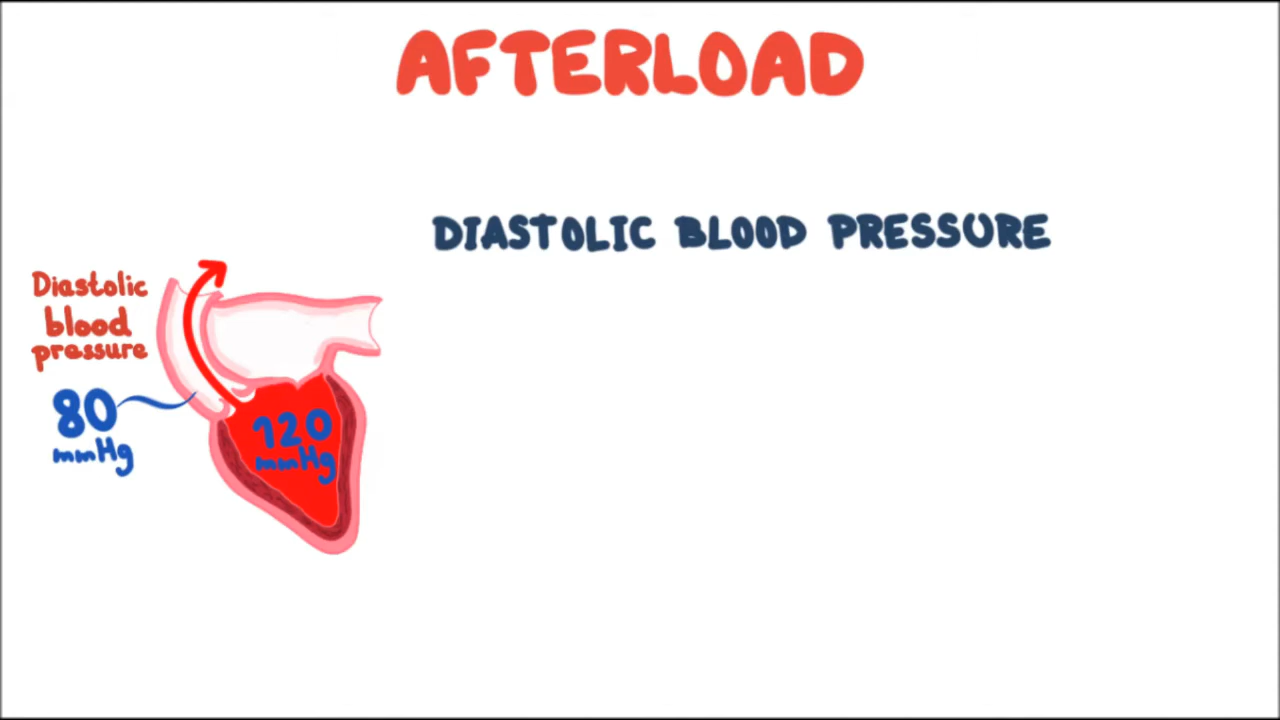 AFTERLOAD
DIASTOLIC BLOOD PRESSURE
Diastolic
blood
pressure
80
mmHg
120
mmHg